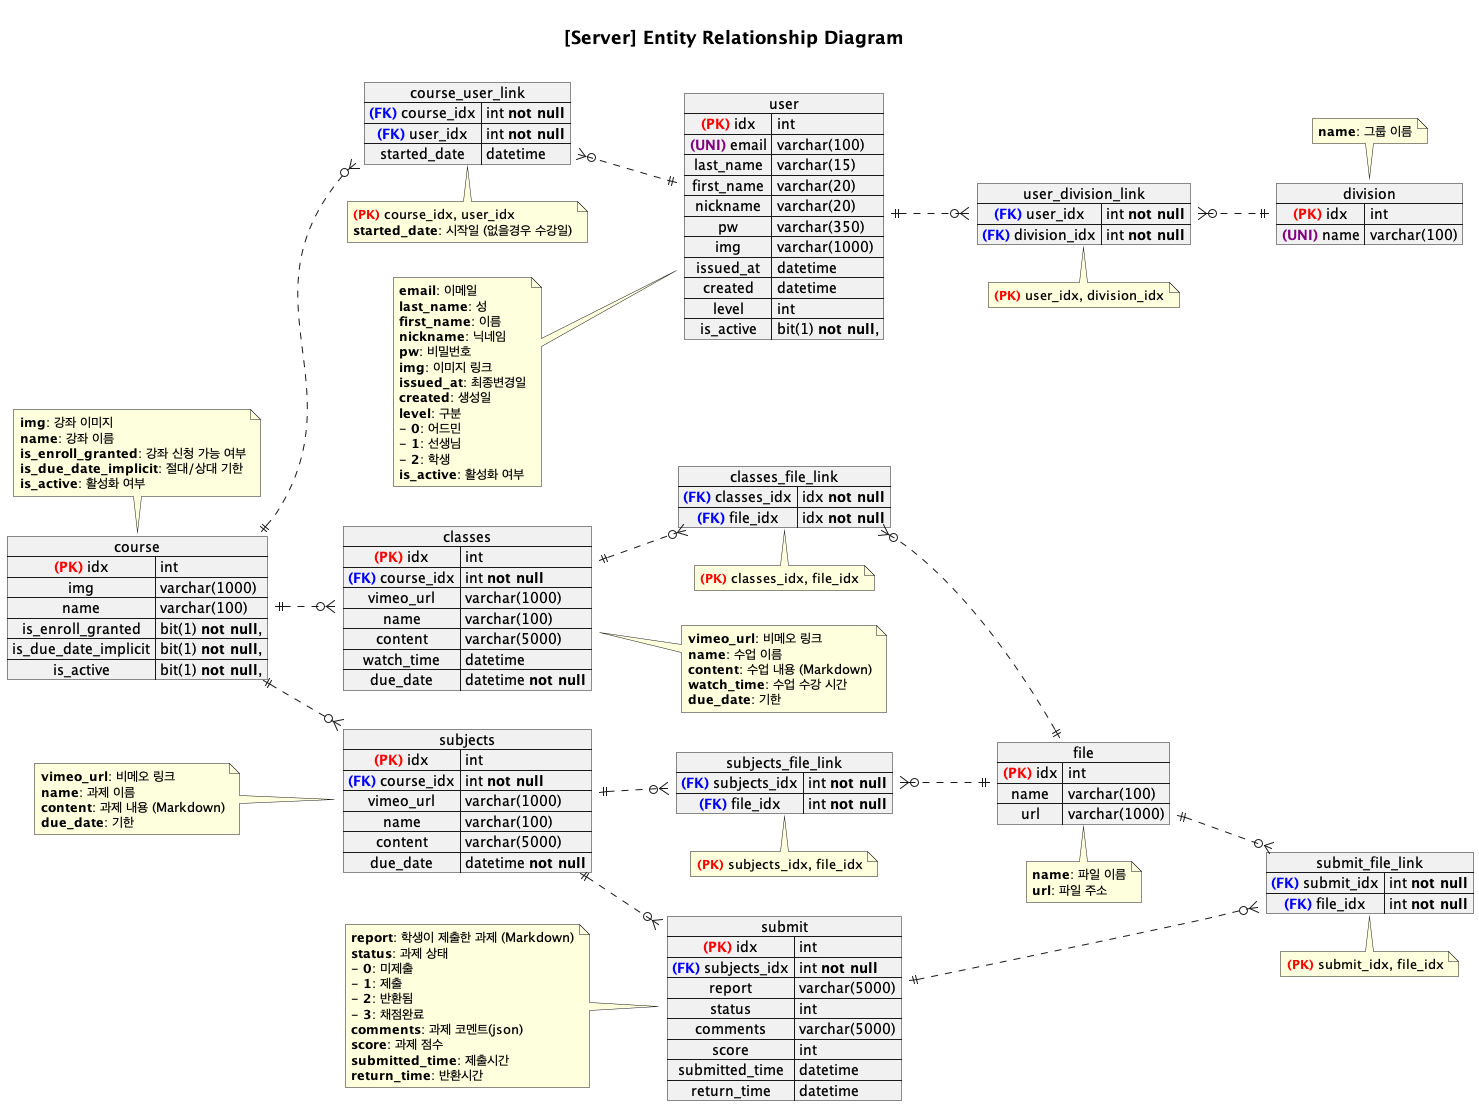 [Server] Entity Relationship Diagram
course_user_link
(FK) course_idx int not null
(FK) user_idx int not null
started_date datetime
(PK) course_idx, user_idx
started_date: 시작일 (없을경우 수강일)
user
(PK) idx int
(UNI) email varchar(100)
last_name varchar(15)
first_name varchar(20)
nickname varchar(20)
pw varchar(350)
img varchar(1000)
issued_at datetime
created datetime
level int
is_active bit(1) not null,
email: 이메일
last_name: 성
first_name: 이름
nickname: 닉네임
pw: 비밀번호
img: 이미지 링크
issued_at: 최종변경일
created: 생성일
level: 구분
- 0: 어드민
- 1: 선생님
- 2: 학생
is_active: 활성화 여부
user_division_link
(FK) user_idx int not null
(FK) division_idx int not null
(PK) user_idx, division_idx
name: 그룹 이름
division
(PK) idx int
(UNI) name varchar(100)
img: 강좌 이미지
name: 강좌 이름
is_enroll_granted: 강좌 신청 가능 여부
is_due_date_implicit: 절대/상대 기한
is_active: 활성화 여부
course
(PK) idx int
img varchar(1000)
name varchar(100)
is_enroll_granted bit(1) not null,
is_due_date_implicit bit(1) not null,
is_active bit(1) not null,
classes
(PK) idx int
(FK) course_idx int not null
vimeo_url varchar(1000)
name varchar(100)
content varchar(5000)
watch_time datetime
due_date datetime not null
classes_file_link
(FK) classes_idx idx not null
(FK) file_idx idx not null
(PK) classes_idx, file_idx
vimeo_url: 비메오 링크
name: 수업 이름
content: 수업 내용 (Markdown)
watch_time: 수업 수강 시간
due_date: 기한
subjects
(PK) idx int
(FK) course_idx int not null
vimeo_url varchar(1000)
name varchar(100)
content varchar(5000)
due_date datetime not null
vimeo_url: 비메오 링크
name: 과제 이름
content: 과제 내용 (Markdown)
due_date: 기한
subjects_file_link
(FK) subjects_idx int not null
(FK) file_idx int not null
(PK) subjects_idx, file_idx
file
(PK) idx int
name varchar(100)
url varchar(1000)
name: 파일 이름
url: 파일 주소
submit_file_link
(FK) submit_idx int not null
(FK) file_idx int not null
(PK) submit_idx, file_idx
submit
(PK) idx int
(FK) subjects_idx int not null
report varchar(5000)
status int
comments varchar(5000)
score int
submitted_time datetime
return_time datetime
report: 학생이 제출한 과제 (Markdown)
status: 과제 상태
- 0: 미제출
- 1: 제출
- 2: 반환됨
- 3: 채점완료
comments: 과제 코멘트(json)
score: 과제 점수
submitted_time: 제출시간
return_time: 반환시간